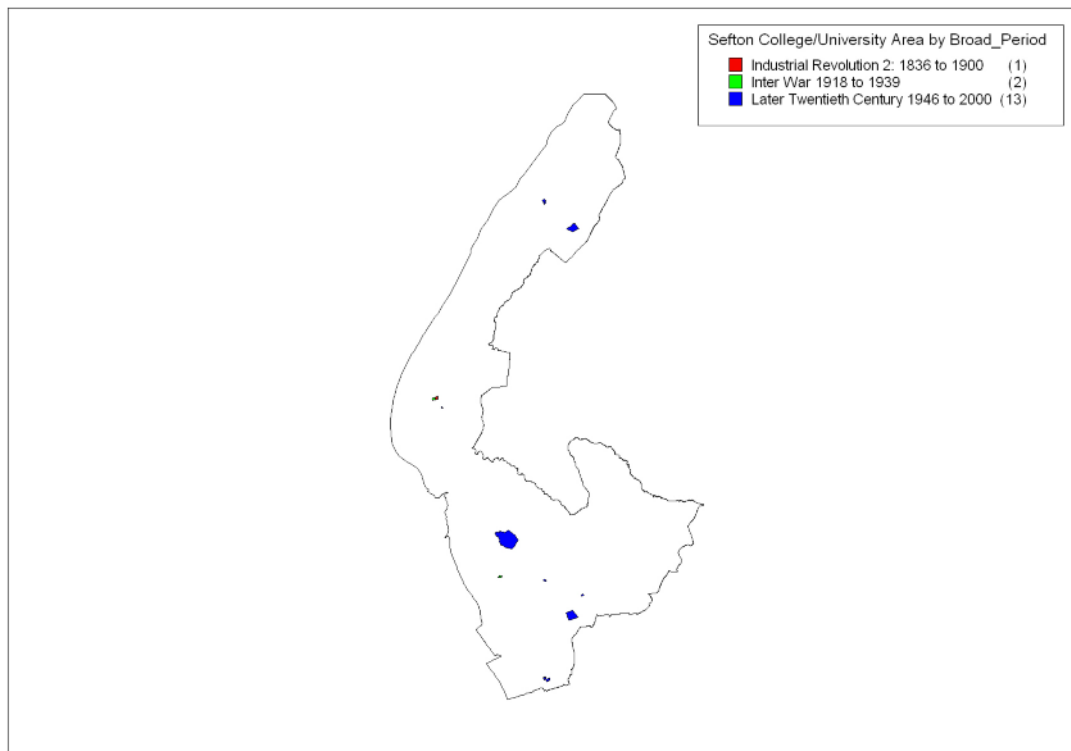 Sefton College/University Area by Broad_Period
Industrial Revolution 2: 1836 to 1900 (1)
Inter War 1918 to 1939 (2)
Later Twentieth Century 1946 to 2000 (13)